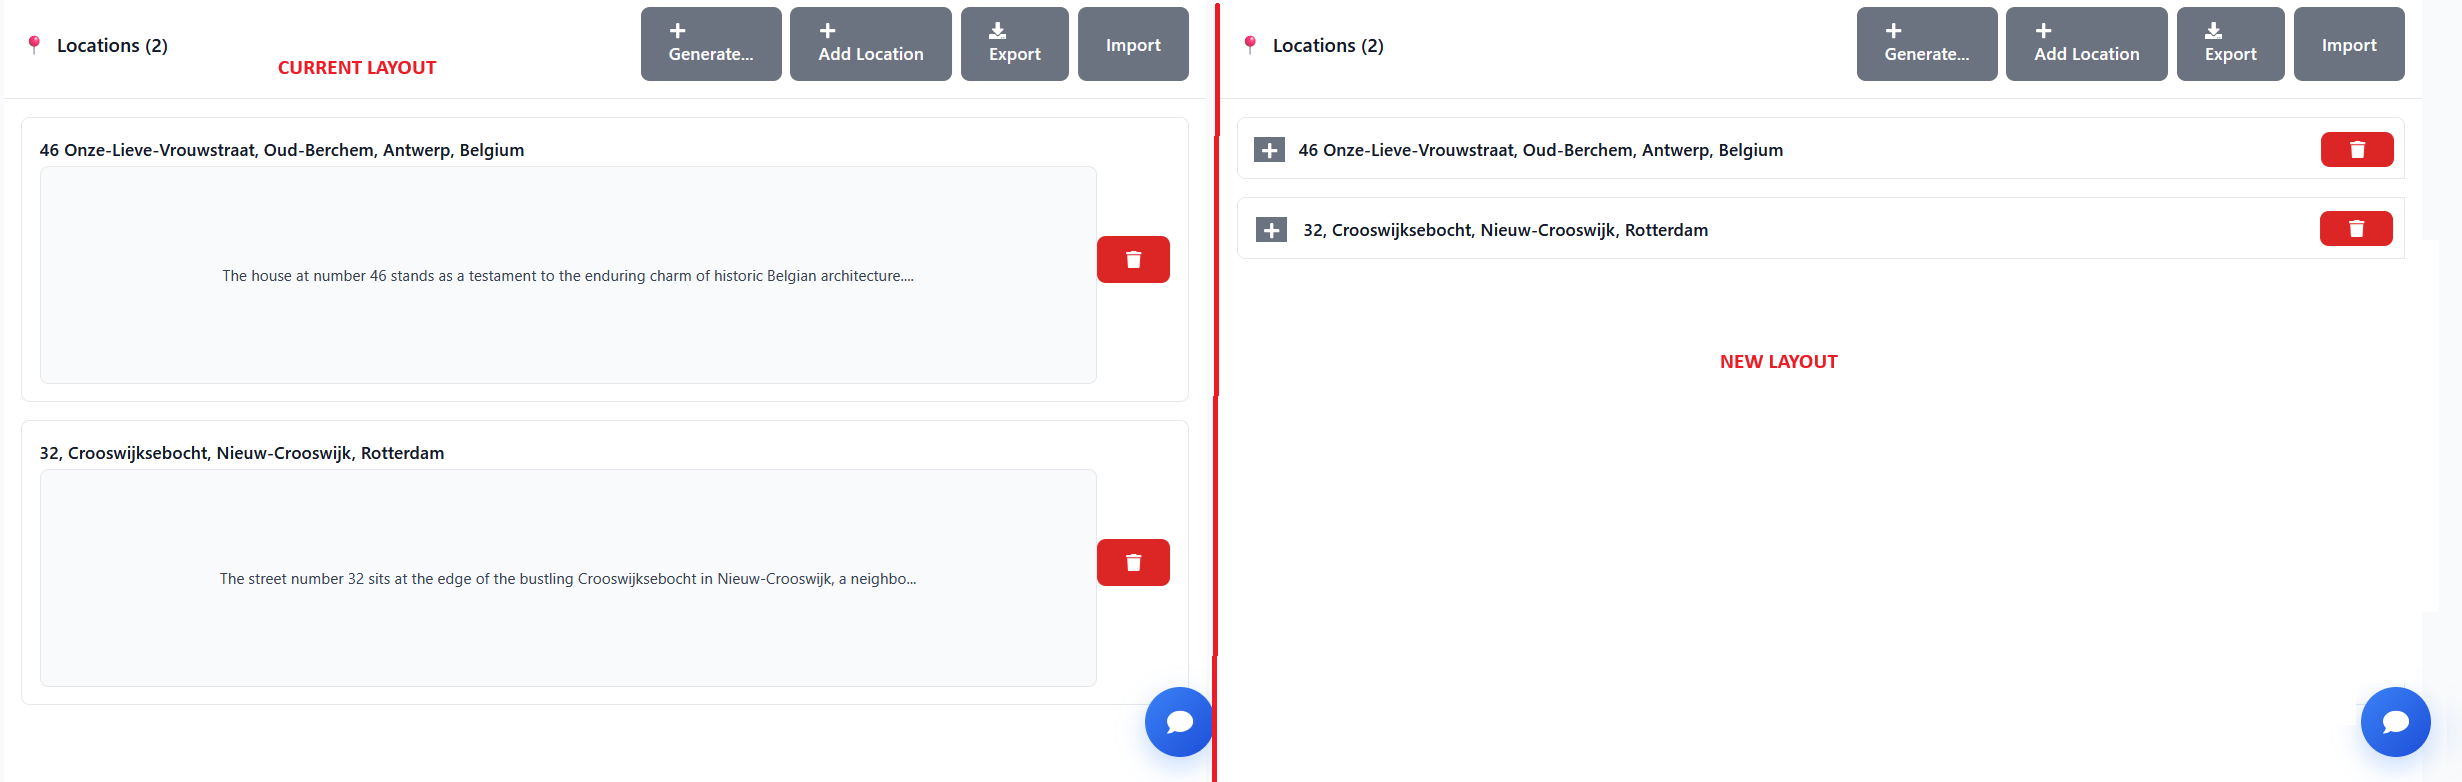 Locations (2)
CURRENT LAYOUT
Generate...
Add Location
Export
Import
46 Onze-Lieve-Vrouwstraat, Oud-Berchem, Antwerp, Belgium
The house at number 46 stands as a testament to the enduring charm of historic Belgian architecture....
32, Crooswijksebocht, Nieuw-Crooswijk, Rotterdam
The street number 32 sits at the edge of the bustling Crooswijksebocht in Nieuw-Crooswijk, a neighbo...
Locations (2)
Generate...
Add Location
Export
Import
46 Onze-Lieve-Vrouwstraat, Oud-Berchem, Antwerp, Belgium
32, Crooswijksebocht, Nieuw-Crooswijk, Rotterdam
NEW LAYOUT